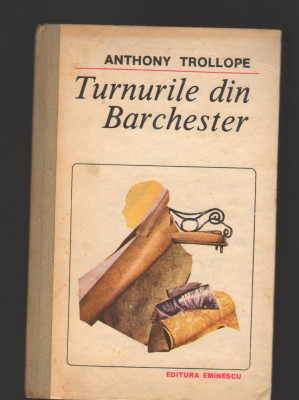 ANTHONY TROLLOPE
Turnurile din
Barchester
EDITURA EMINESCU